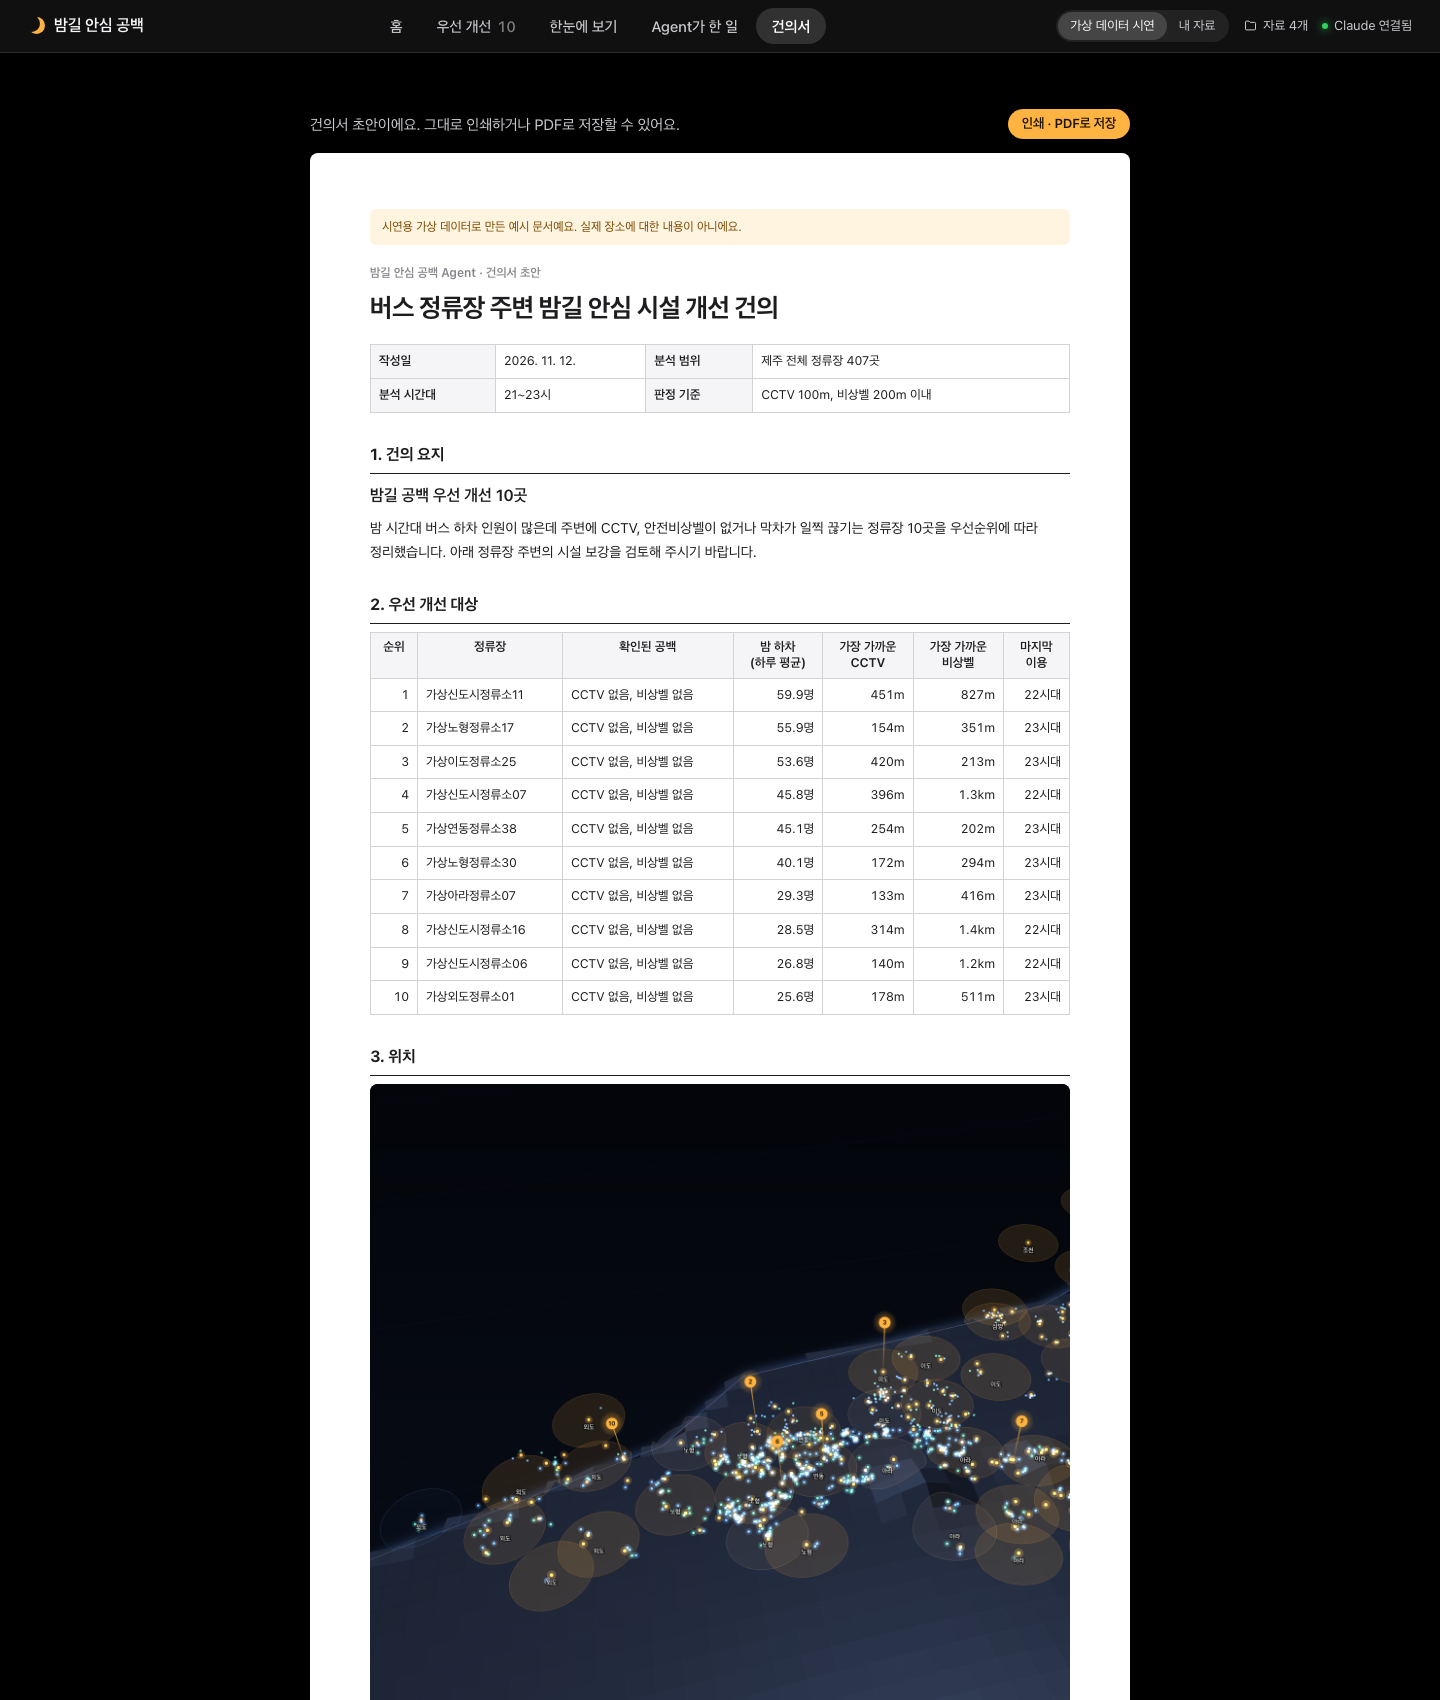 밤길 안심 공백
홈
우선 개선 10
한눈에 보기
Agent가 한 일
건의서
가상 데이터 시연
내 자료
자료 4개
Claude 연결됨
건의서 초안이에요. 그대로 인쇄하거나 PDF로 저장할 수 있어요.
인쇄 · PDF로 저장
시연용 가상 데이터로 만든 예시 문서예요. 실제 장소에 대한 내용이 아니에요.
밤길 안심 공백 Agent · 건의서 초안
버스 정류장 주변 밤길 안심 시설 개선 건의
작성일 2026. 11. 12. 분석 범위 제주 전체 정류장 407곳
분석 시간대 21~23시 판정 기준 CCTV 100m, 비상벨 200m 이내
1. 건의 요지
밤길 공백 우선 개선 10곳
밤 시간대 버스 하차 인원이 많은데 주변에 CCTV, 안전비상벨이 없거나 막차가 일찍 끊기는 정류장 10곳을 우선순위에 따라
정리했습니다. 아래 정류장 주변의 시설 보강을 검토해 주시기 바랍니다.
2. 우선 개선 대상
순위 정류장 확인된 공백 밤 하차 (하루 평균) 가장 가까운 CCTV 가장 가까운 비상벨 마지막 이용
1 가상신도시정류소11 CCTV 없음, 비상벨 없음 59.9명 451m 827m 22시대
2 가상노형정류소17 CCTV 없음, 비상벨 없음 55.9명 154m 351m 23시대
3 가상이도정류소25 CCTV 없음, 비상벨 없음 53.6명 420m 213m 23시대
4 가상신도시정류소07 CCTV 없음, 비상벨 없음 45.8명 396m 1.3km 22시대
5 가상연동정류소38 CCTV 없음, 비상벨 없음 45.1명 254m 202m 23시대
6 가상노형정류소30 CCTV 없음, 비상벨 없음 40.1명 172m 294m 23시대
7 가상아라정류소07 CCTV 없음, 비상벨 없음 29.3명 133m 416m 23시대
8 가상신도시정류소16 CCTV 없음, 비상벨 없음 28.5명 314m 1.4km 22시대
9 가상신도시정류소06 CCTV 없음, 비상벨 없음 26.8명 140m 1.2km 22시대
10 가상외도정류소01 CCTV 없음, 비상벨 없음 25.6명 178m 511m 23시대
3. 위치
조천
3
이도
2
10
외도
5
7
아라
외도
연동
외도
아라
외도
노형